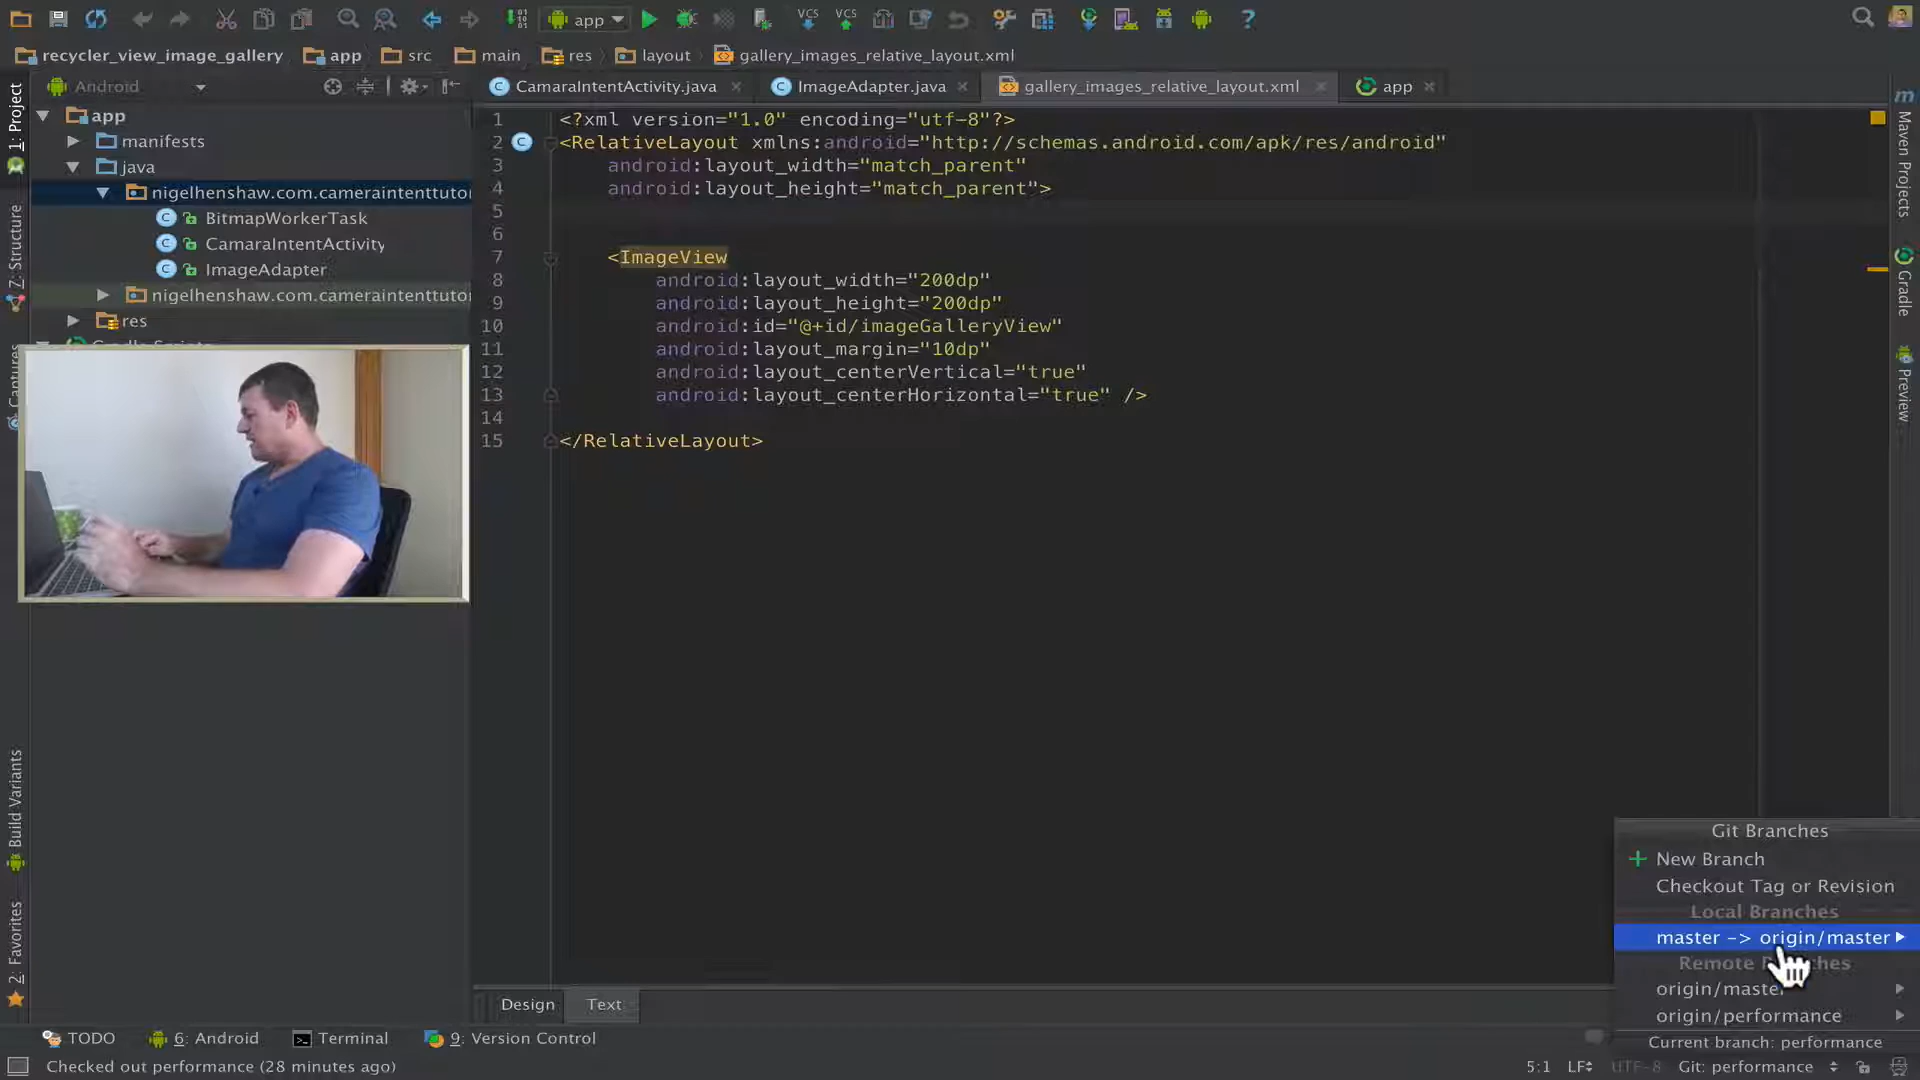 app
recycler_view_image_gallery app src main res layout gallery_images_relative_layout.xml
Android
CamaraIntentActivity.java ImageAdapter.java gallery_images_relative_layout.xml app
1: Project
7: Structure
Captures
Build Variants
2: Favorites
app
manifests
java
nigelhenshaw.com.cameraintenttutor
BitmapWorkerTask
CamaraIntentActivity
ImageAdapter
nigelhenshaw.com.cameraintenttutor
res
1 <?xml version="1.0" encoding="utf-8"?>
2 <RelativeLayout xmlns:android="http://schemas.android.com/apk/res/android"
3 android:layout_width="match_parent"
4 android:layout_height="match_parent">
5
6
7 <ImageView
8 android:layout_width="200dp"
9 android:layout_height="200dp"
10 android:id="@+id/imageGalleryView"
11 android:layout_margin="10dp"
12 android:layout_centerVertical="true"
13 android:layout_centerHorizontal="true" />
14
15 </RelativeLayout>
Maven Projects
Gradle
Preview
Git Branches
New Branch
Checkout Tag or Revision
Local Branches
master -> origin/master
Remote
origin/master
origin/performance
Current branch: performance
Design Text
TODO 6: Android Terminal 9: Version Control
Checked out performance (28 minutes ago)
5:1 LF UTF-8 Git: performance